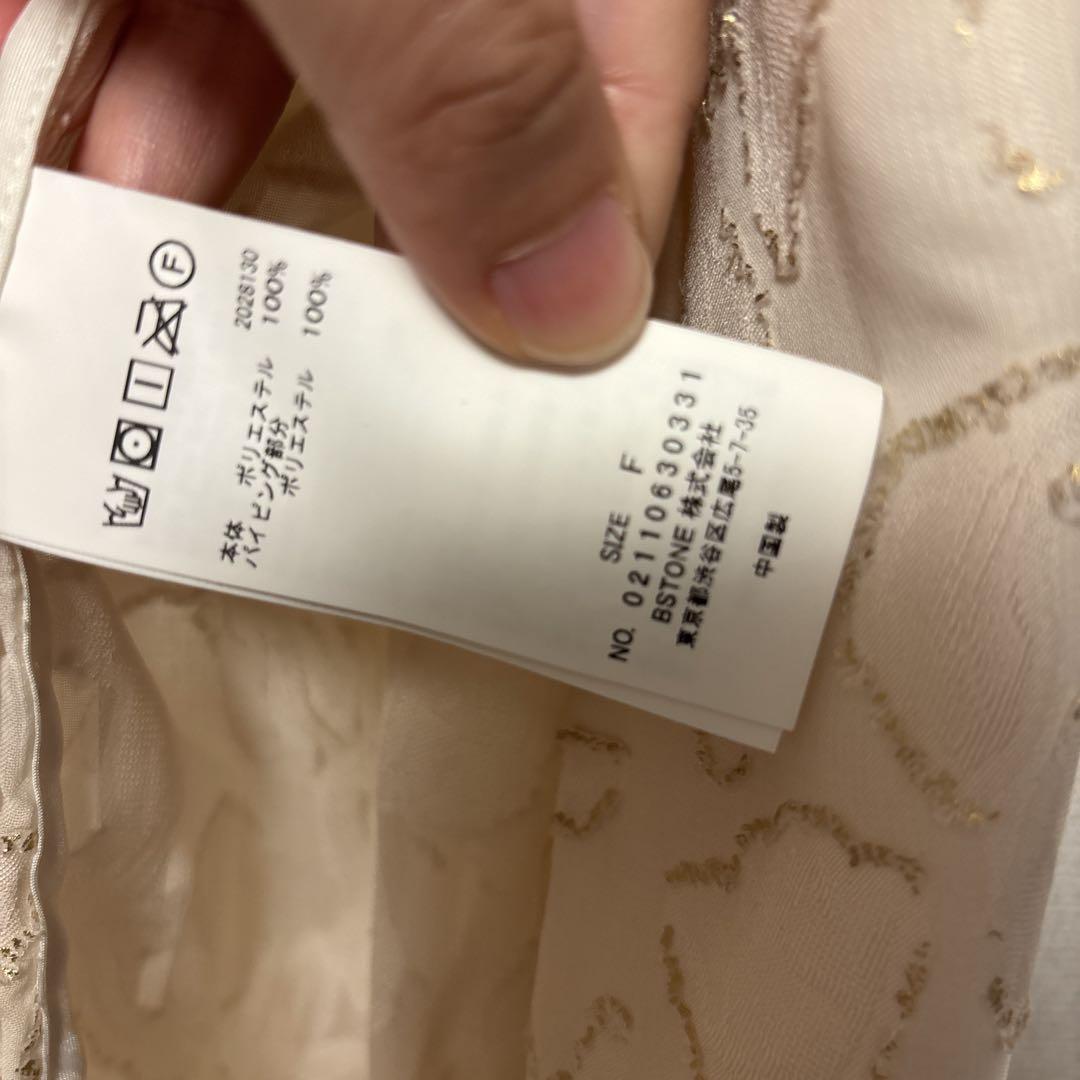 2028130
本体 ポリエステル 100%
パイピング部分
ポリエステル 100%
SIZE F
NO. 02110630331
BSTONE 株式会社
東京都渋谷区広尾5-7-35
中国製